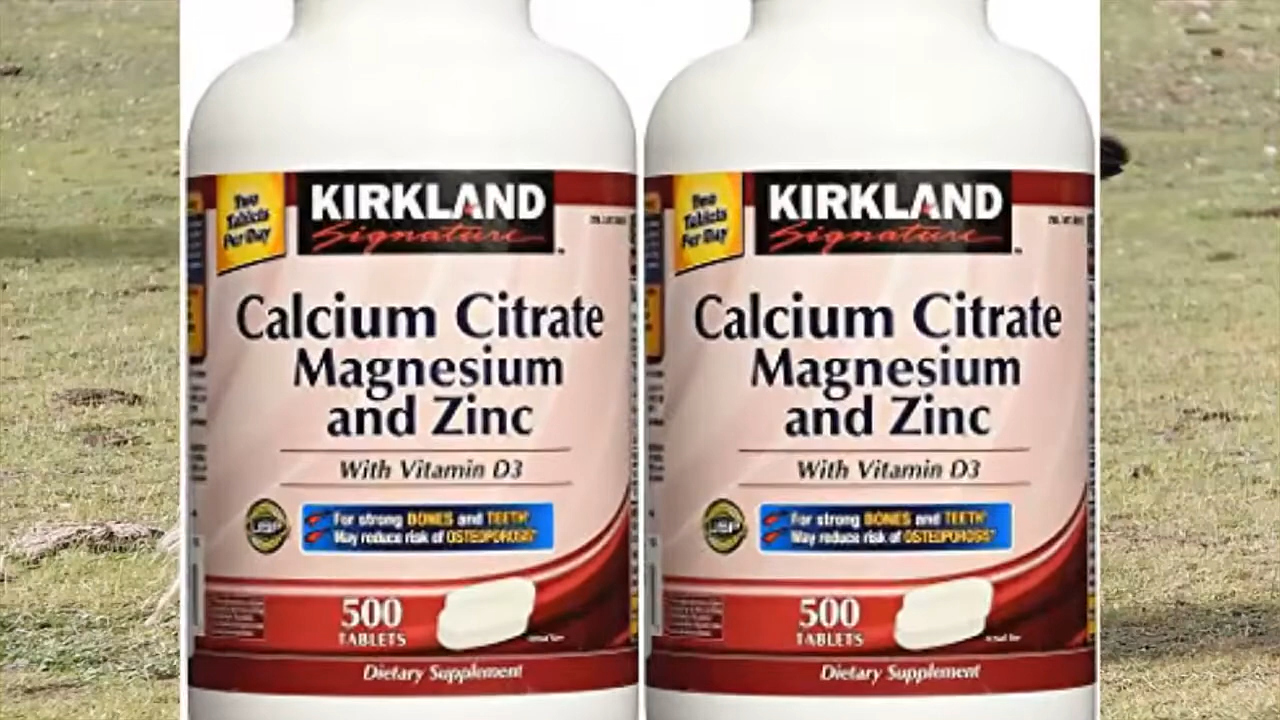 Two
Tablets
Per Day
KIRKLAND
Signature
™
Calcium Citrate
Magnesium
and Zinc
With Vitamin D3
USP
For strong BONES and TEETH*
May reduce risk of OSTEOPOROSIS*
500
TABLETS
Dietary Supplement
Two
Tablets
Per Day
KIRKLAND
Signature
™
Calcium Citrate
Magnesium
and Zinc
With Vitamin D3
USP
For strong BONES and TEETH*
May reduce risk of OSTEOPOROSIS*
500
TABLETS
Dietary Supplement